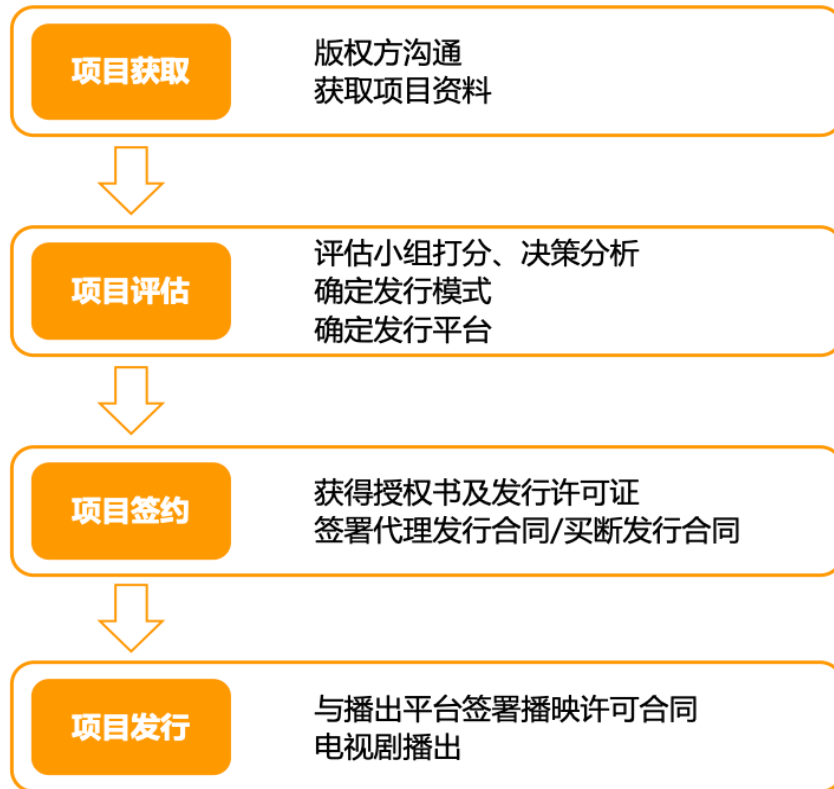 项目获取
版权方沟通
获取项目资料
项目评估
评估小组打分、决策分析
确定发行模式
确定发行平台
项目签约
获得授权书及发行许可证
签署代理发行合同/买断发行合同
项目发行
与播出平台签署播映许可合同
电视剧播出